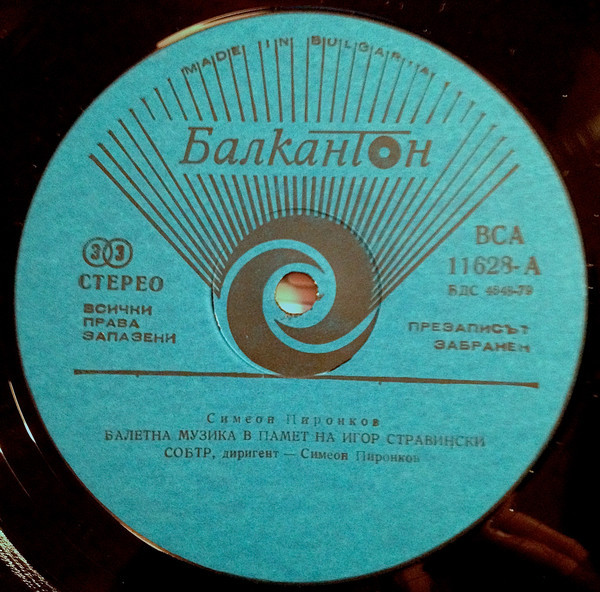 MADE IN BULGARIA
Балкантон
33
СТЕРЕО
ВСИЧКИ
ПРАВА
ЗАПАЗЕНИ
ВСА
11628-А
БДС 4848-79
ПРЕЗАПИСЪТ
ЗАБРАНЕН
Симеон Пиронков
БАЛЕТНА МУЗИКА В ПАМЕТ НА ИГОР СТРАВИНСКИ
СОБТР, диригент — Симеон Пиронков